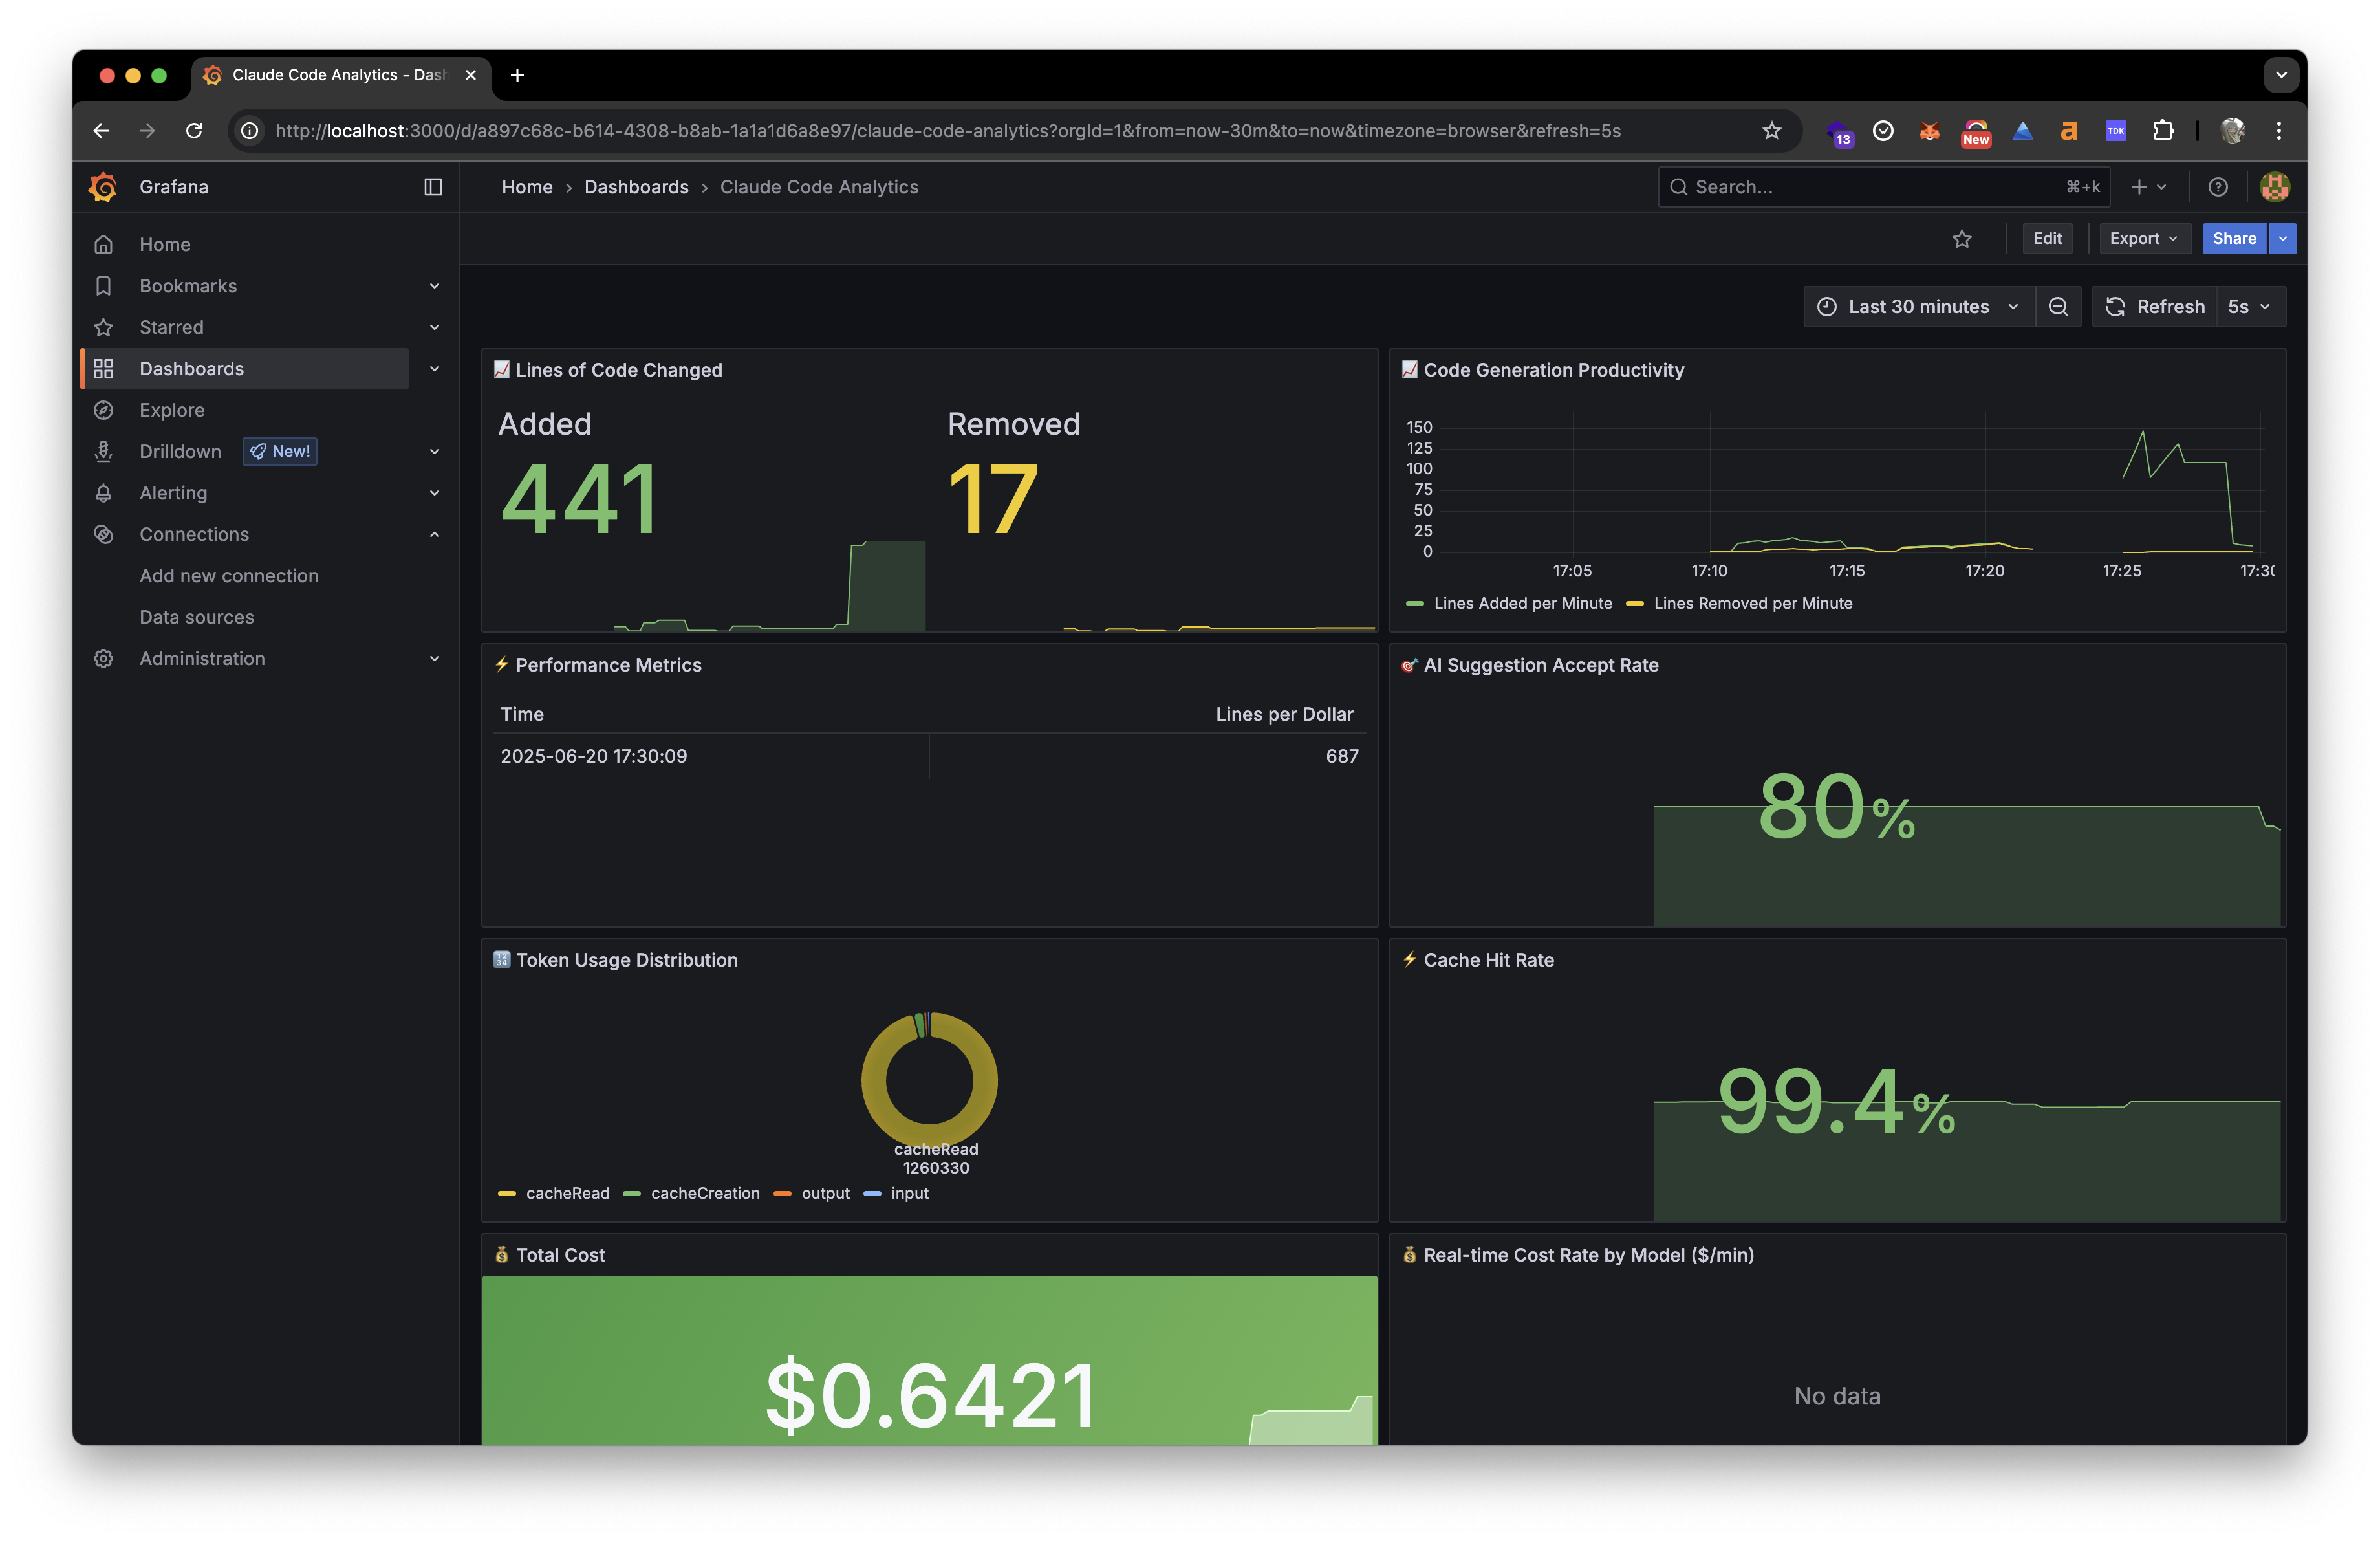 Claude Code Analytics - Dash
http://localhost:3000/d/a897c68c-b614-4308-b8ab-1a1a1d6a8e97/claude-code-analytics?orgId=1&from=now-30m&to=now&timezone=browser&refresh=5s
13
New
a
TDK
Grafana
Home › Dashboards › Claude Code Analytics
Search...
⌘+k
Home
Bookmarks
Starred
Dashboards
Explore
Drilldown
New!
Alerting
Connections
Add new connection
Data sources
Administration
Edit
Export
Share
Last 30 minutes
Refresh
5s
Lines of Code Changed
Added
Removed
441
17
Code Generation Productivity
150
125
100
75
50
25
0
17:05
17:10
17:15
17:20
17:25
17:30
Lines Added per Minute
Lines Removed per Minute
Performance Metrics
Time
Lines per Dollar
2025-06-20 17:30:09
687
AI Suggestion Accept Rate
80%
Token Usage Distribution
cacheRead
1260330
cacheRead
cacheCreation
output
input
Cache Hit Rate
99.4%
Total Cost
$0.6421
Real-time Cost Rate by Model ($/min)
No data